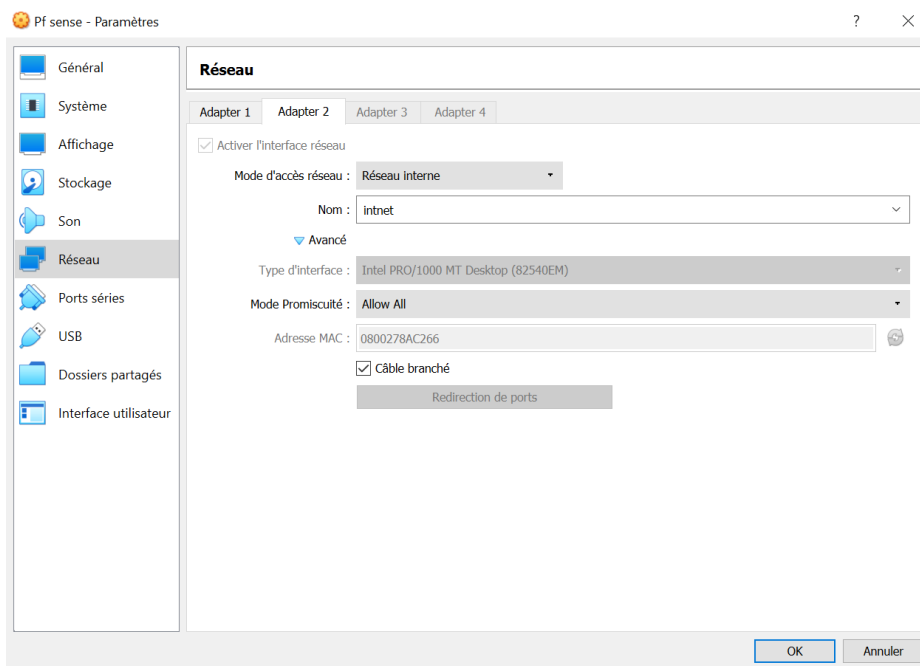 Pf sense - Paramètres
?
Général
Système
Affichage
Stockage
Son
Réseau
Ports séries
USB
Dossiers partagés
Interface utilisateur
Réseau
Adapter 1 Adapter 2 Adapter 3 Adapter 4
Activer l'interface réseau
Mode d'accès réseau : Réseau interne
Nom : intnet
Avancé
Type d'interface : Intel PRO/1000 MT Desktop (82540EM)
Mode Promiscuité : Allow All
Adresse MAC : 0800278AC266
Câble branché
Redirection de ports
OK Annuler